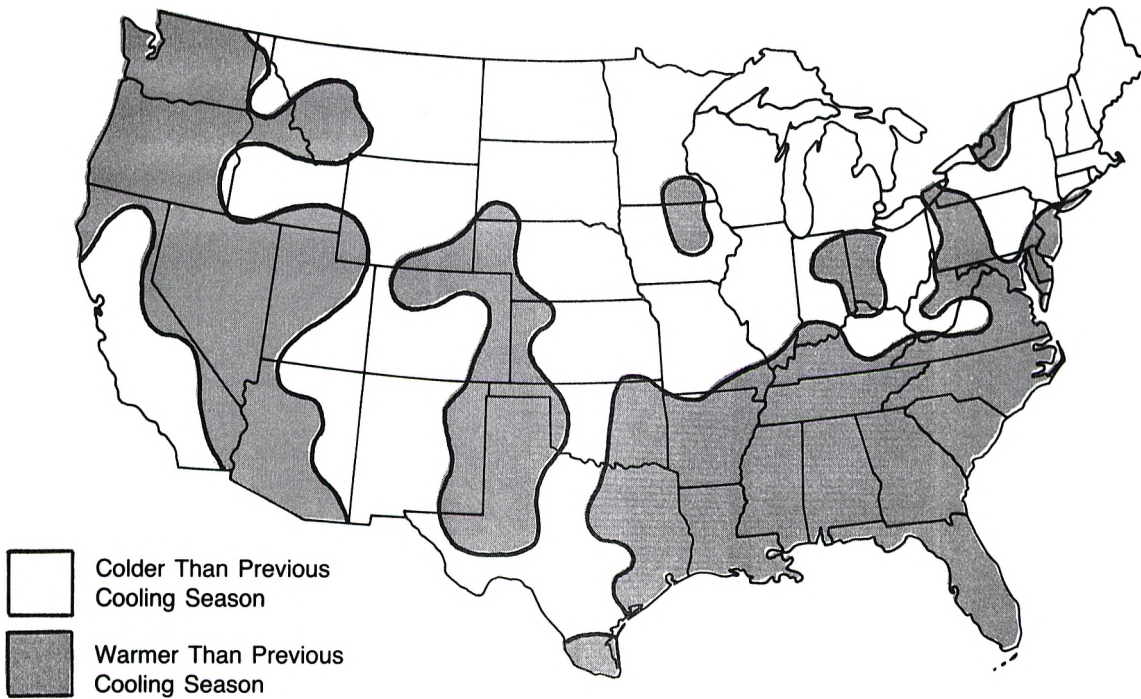 Colder Than Previous
Cooling Season
Warmer Than Previous
Cooling Season